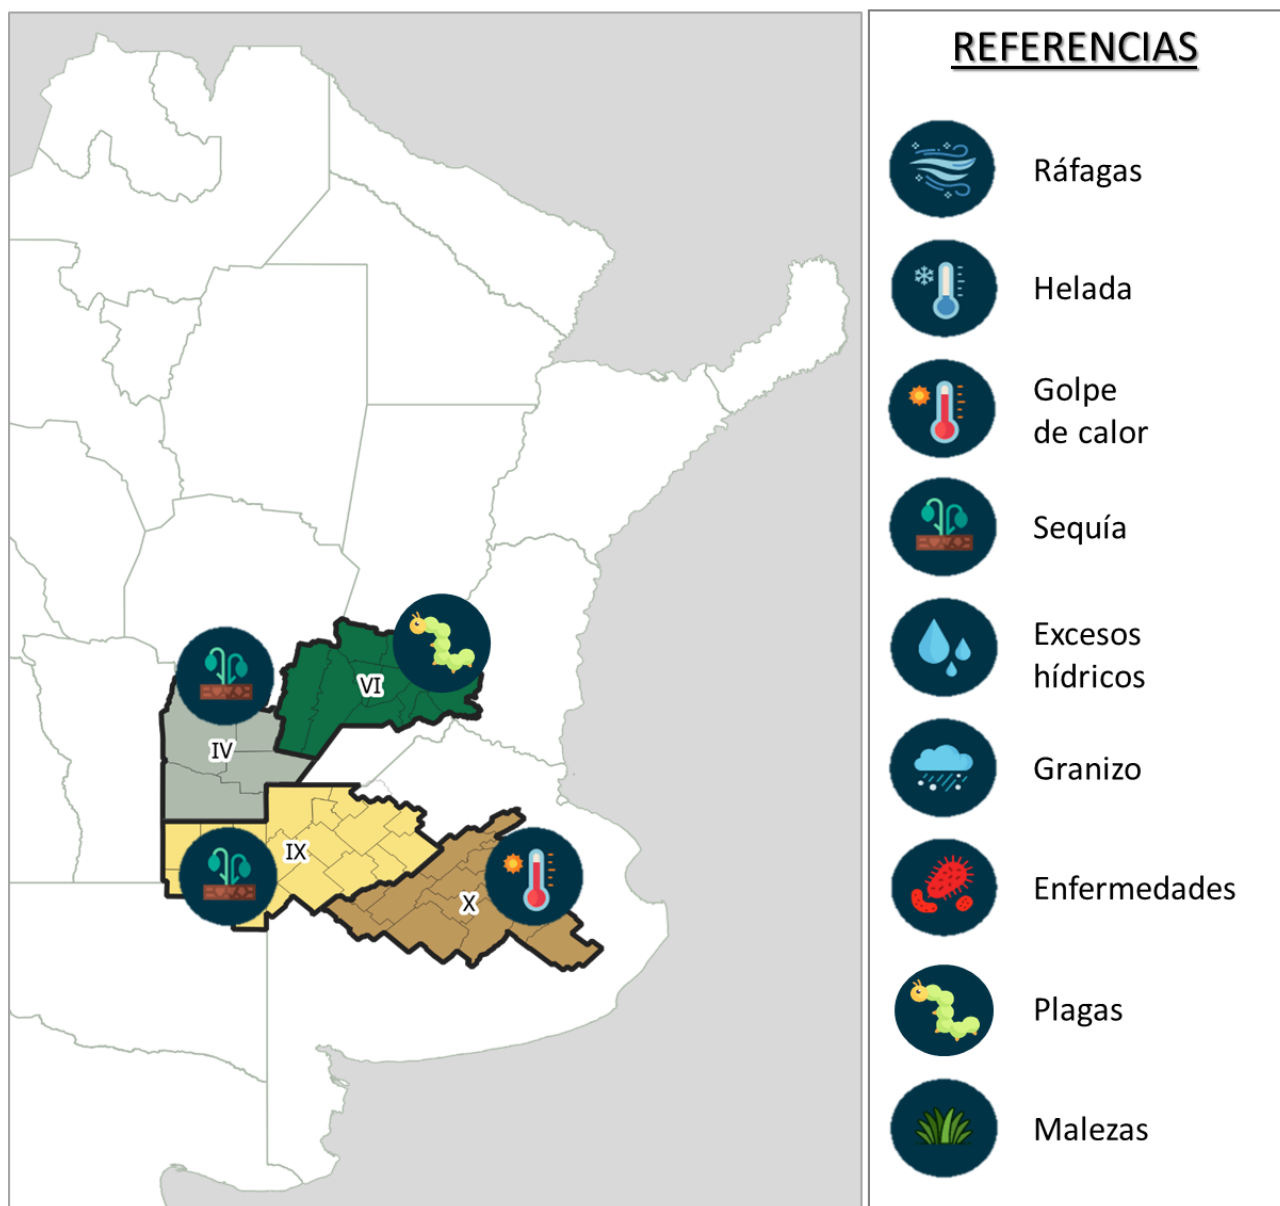 REFERENCIAS
Ráfagas
Helada
Golpe
de calor
Sequía
Excesos
hídricos
Granizo
Enfermedades
Plagas
Malezas
VI
IV
IX
X